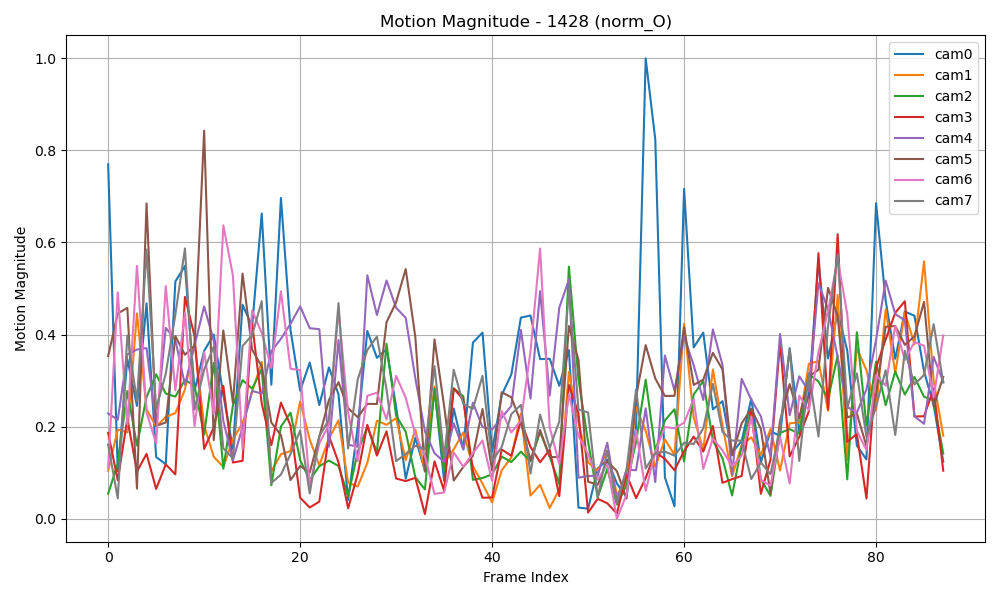 Motion Magnitude - 1428 (norm_O)
Motion Magnitude
1.0
0.8
0.6
0.4
0.2
0.0
0 20 40 60 80
Frame Index
cam0
cam1
cam2
cam3
cam4
cam5
cam6
cam7